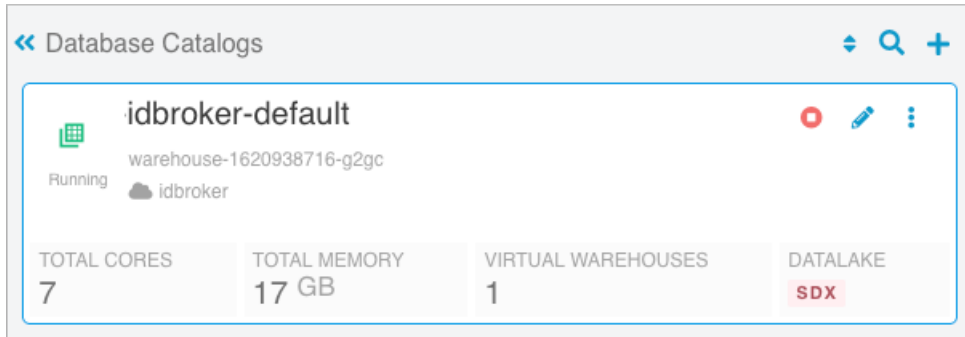 Database Catalogs
idbroker-default
warehouse-1620938716-g2gc
Running
idbroker
TOTAL CORES
7
TOTAL MEMORY
17 GB
VIRTUAL WAREHOUSES
1
DATALAKE
SDX